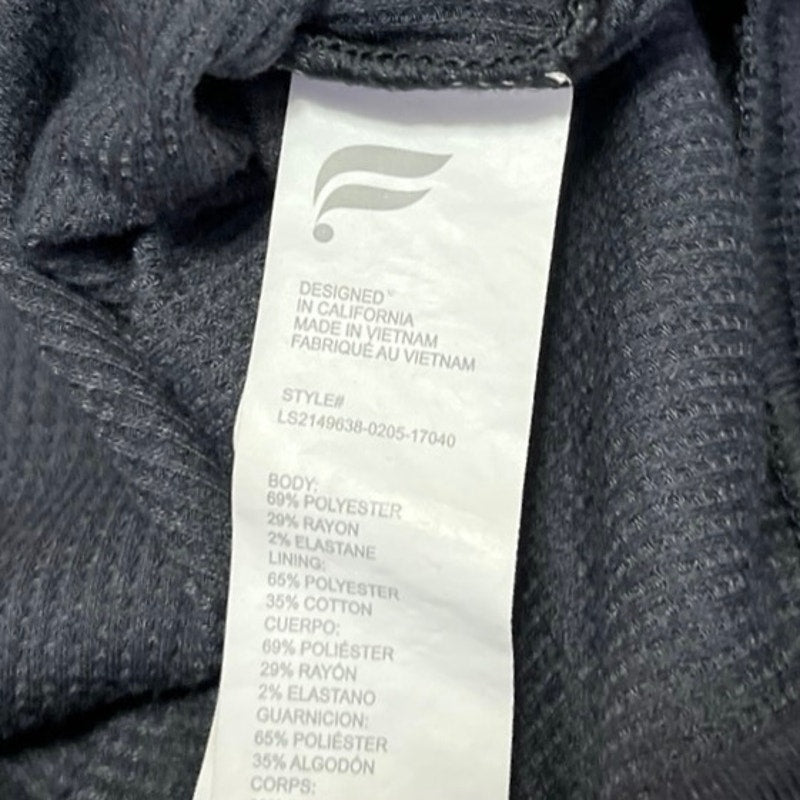 DESIGNED
IN CALIFORNIA
MADE IN VIETNAM
FABRIQUÉ AU VIETNAM
STYLE#
LS2149638-0205-17040
BODY:
69% POLYESTER
29% RAYON
2% ELASTANE
LINING:
65% POLYESTER
35% COTTON
CUERPO:
69% POLIÉSTER
29% RAYÓN
2% ELASTANO
GUARNICION:
65% POLIÉSTER
35% ALGODÓN
CORPS: